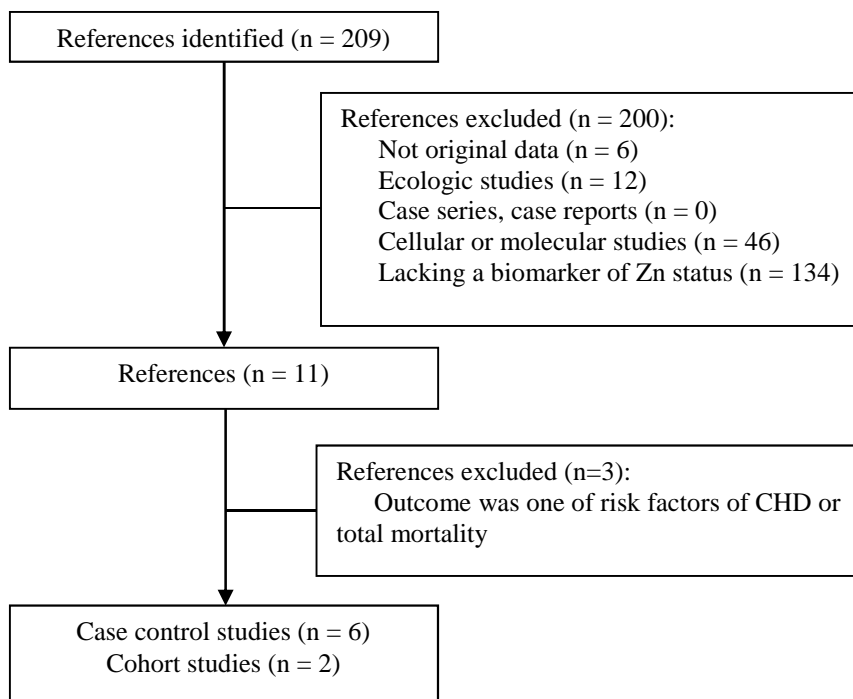 References identified (n = 209)
References excluded (n = 200):
Not original data (n = 6)
Ecologic studies (n = 12)
Case series, case reports (n = 0)
Cellular or molecular studies (n = 46)
Lacking a biomarker of Zn status (n = 134)
References (n = 11)
References excluded (n=3):
Outcome was one of risk factors of CHD or
total mortality
Case control studies (n = 6)
Cohort studies (n = 2)